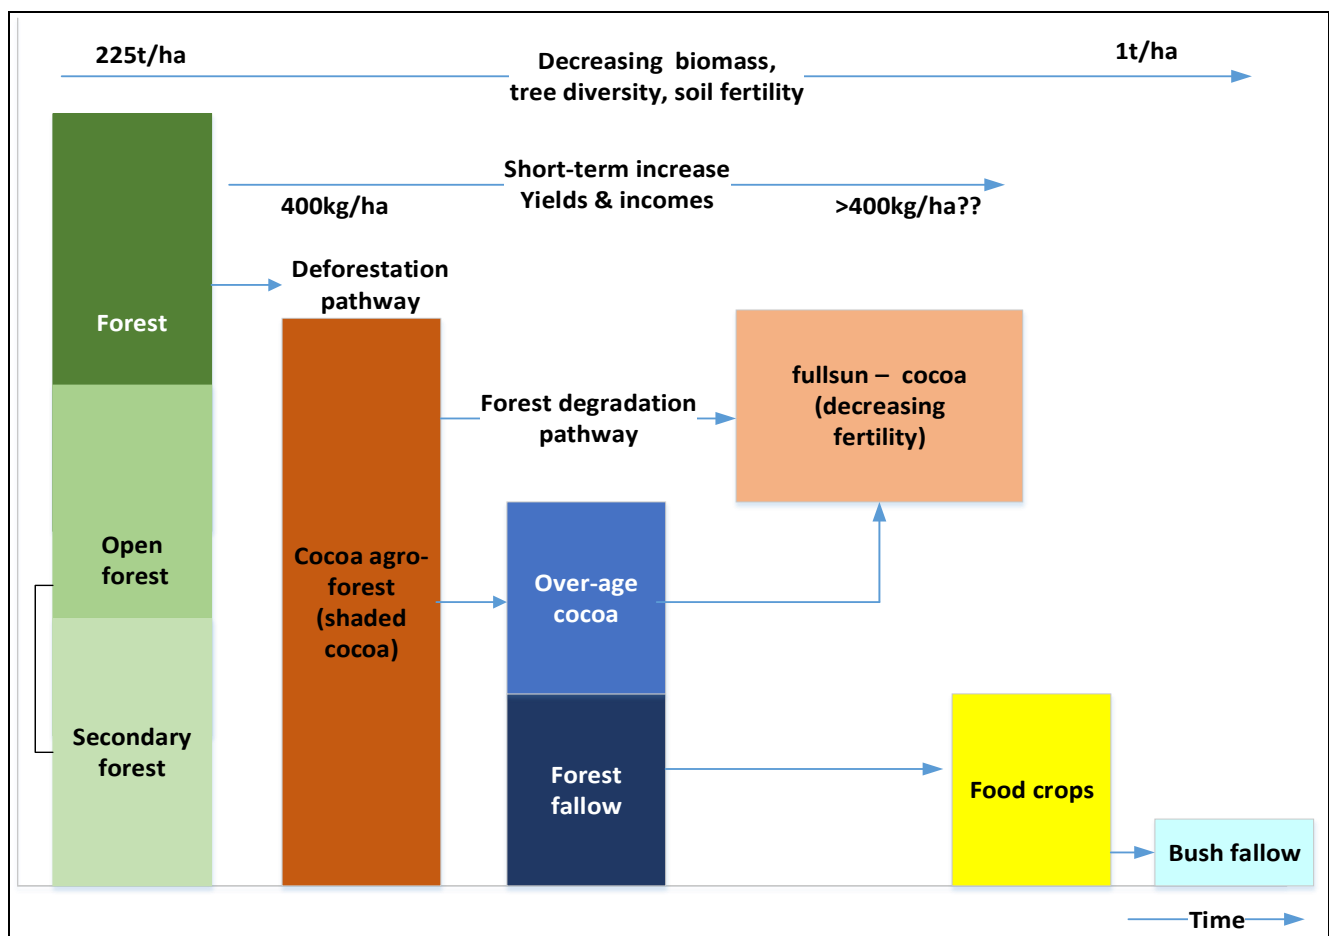 225t/ha
Decreasing biomass,
tree diversity, soil fertility
1t/ha
Short-term increase
Yields & incomes
400kg/ha
>400kg/ha??
Deforestation
pathway
Forest
fullsun – cocoa
(decreasing
fertility)
Forest degradation
pathway
Open
forest
Cocoa agro-
forest
(shaded
cocoa)
Over-age
cocoa
Secondary
forest
Forest
fallow
Food crops
Bush fallow
Time